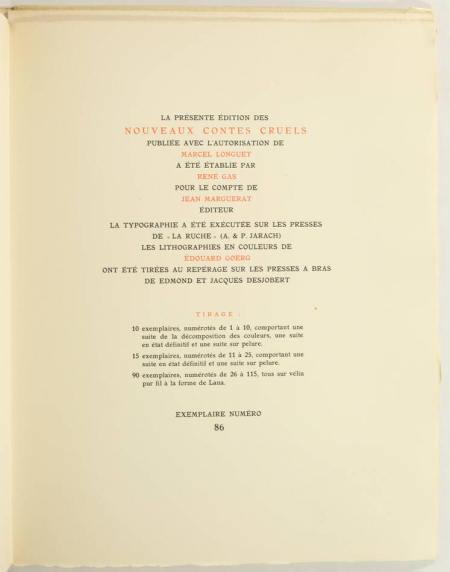 LA PRÉSENTE ÉDITION DES
NOUVEAUX CONTES CRUELS
PUBLIÉE AVEC L'AUTORISATION DE
MARCEL LONGUET
A ÉTÉ ÉTABLIE PAR
RENÉ GAS
POUR LE COMPTE DE
JEAN MARGUERAT
ÉDITEUR
LA TYPOGRAPHIE A ÉTÉ EXÉCUTÉE SUR LES PRESSES
DE « LA RUCHE » (A. & P. JARACH)
LES LITHOGRAPHIES EN COULEURS DE
ÉDOUARD GOERG
ONT ÉTÉ TIRÉES AU REPÉRAGE SUR LES PRESSES A BRAS
DE EDMOND ET JACQUES DESJOBERT
TIRAGE :
10 exemplaires, numérotés de 1 à 10, comportant une
suite de la décomposition des couleurs, une suite
en état définitif et une suite sur pelure.
15 exemplaires, numérotés de 11 à 25, comportant une
suite en état définitif et une suite sur pelure.
90 exemplaires, numérotés de 26 à 115, tous sur vélin
pur fil à la forme de Lana.
EXEMPLAIRE NUMÉRO
86